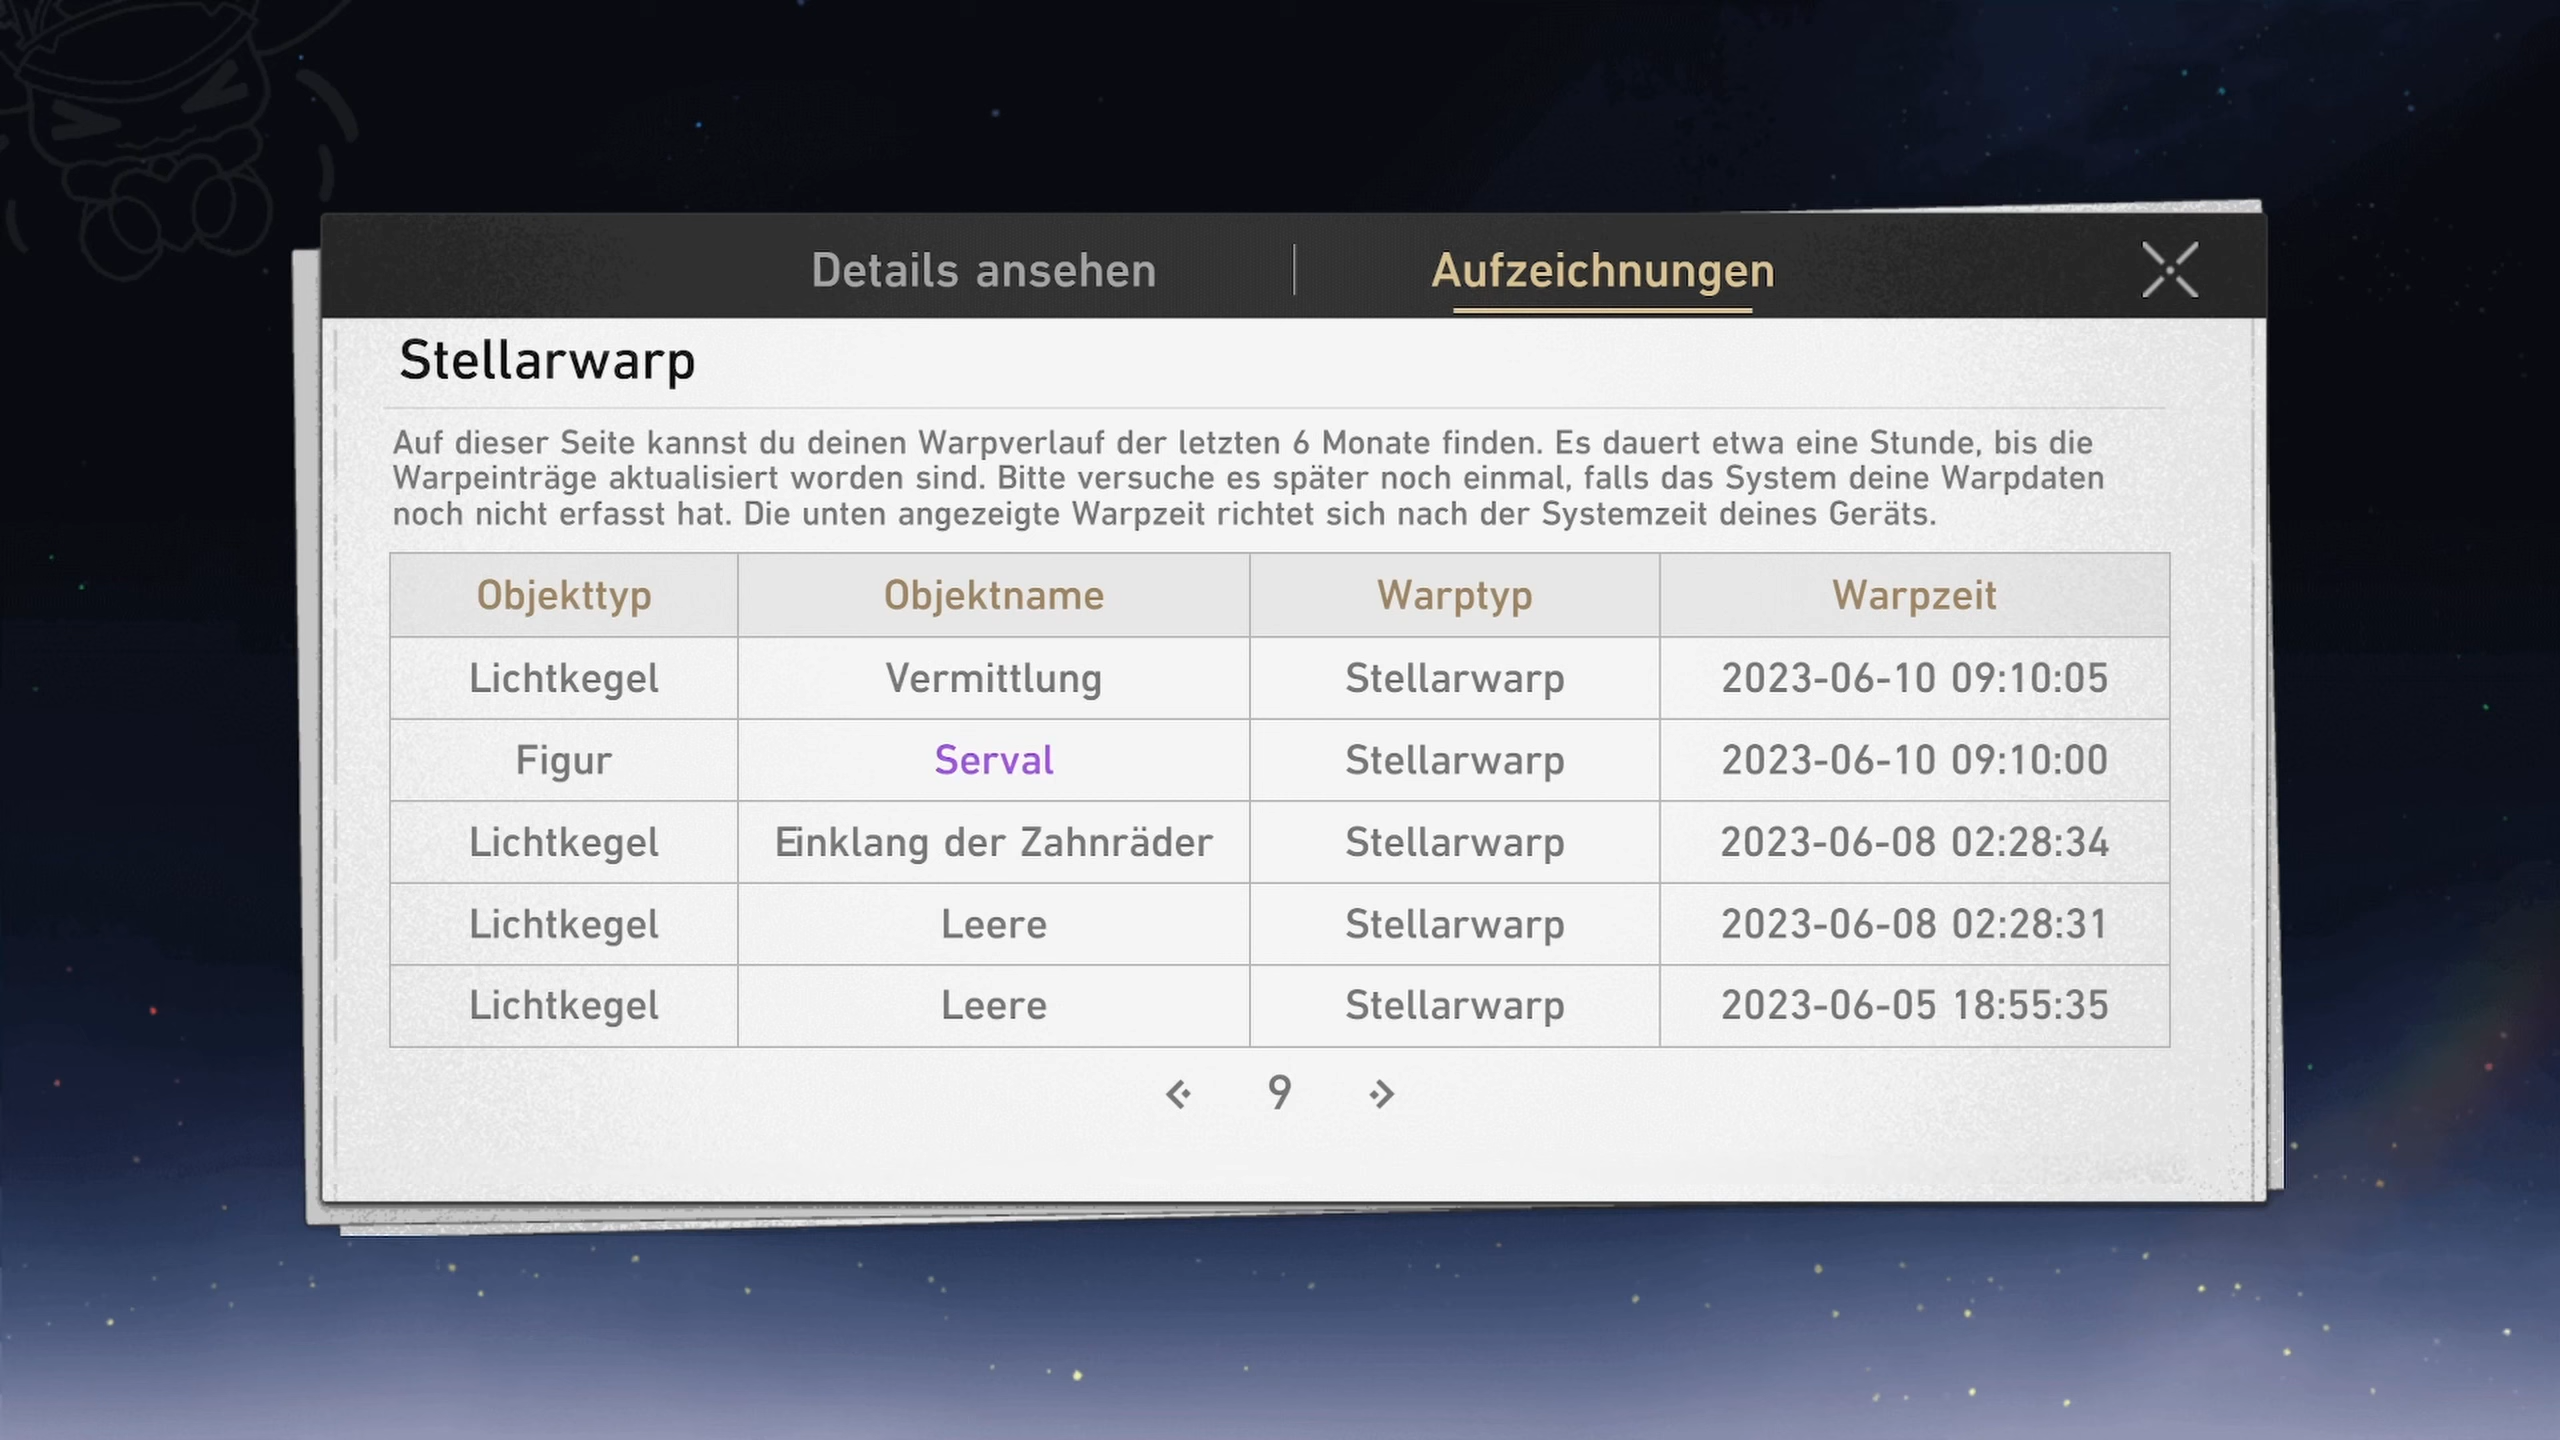 Details ansehen | Aufzeichnungen
Stellarwarp
Auf dieser Seite kannst du deinen Warpverlauf der letzten 6 Monate finden. Es dauert etwa eine Stunde, bis die
Warpeinträge aktualisiert worden sind. Bitte versuche es später noch einmal, falls das System deine Warpdaten
noch nicht erfasst hat. Die unten angezeigte Warpzeit richtet sich nach der Systemzeit deines Geräts.
Objekttyp Objektname Warptyp Warpzeit
Lichtkegel Vermittlung Stellarwarp 2023-06-10 09:10:05
Figur Serval Stellarwarp 2023-06-10 09:10:00
Lichtkegel Einklang der Zahnräder Stellarwarp 2023-06-08 02:28:34
Lichtkegel Leere Stellarwarp 2023-06-08 02:28:31
Lichtkegel Leere Stellarwarp 2023-06-05 18:55:35
9